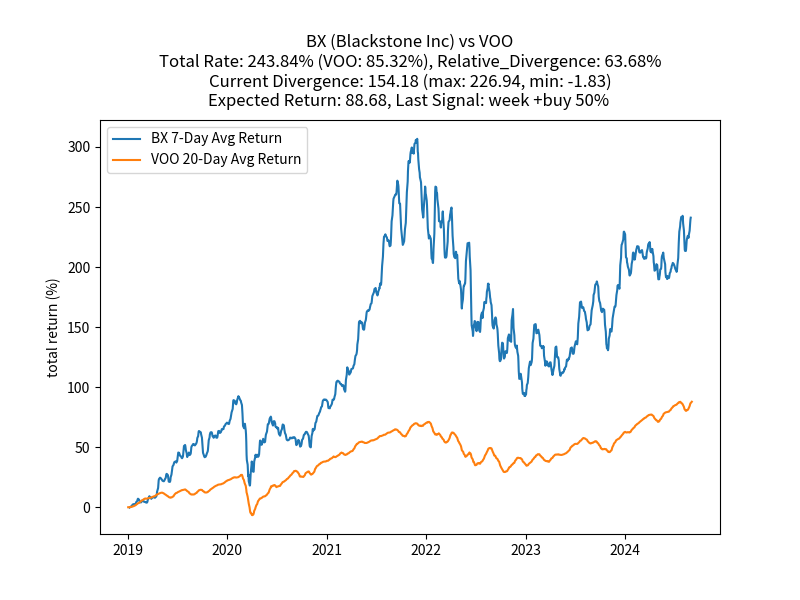 BX (Blackstone Inc) vs VOO
Total Rate: 243.84% (VOO: 85.32%), Relative_Divergence: 63.68%
Current Divergence: 154.18 (max: 226.94, min: -1.83)
Expected Return: 88.68, Last Signal: week +buy 50%
BX 7-Day Avg Return
VOO 20-Day Avg Return
total return (%)
300
250
200
150
100
50
0
2019 2020 2021 2022 2023 2024